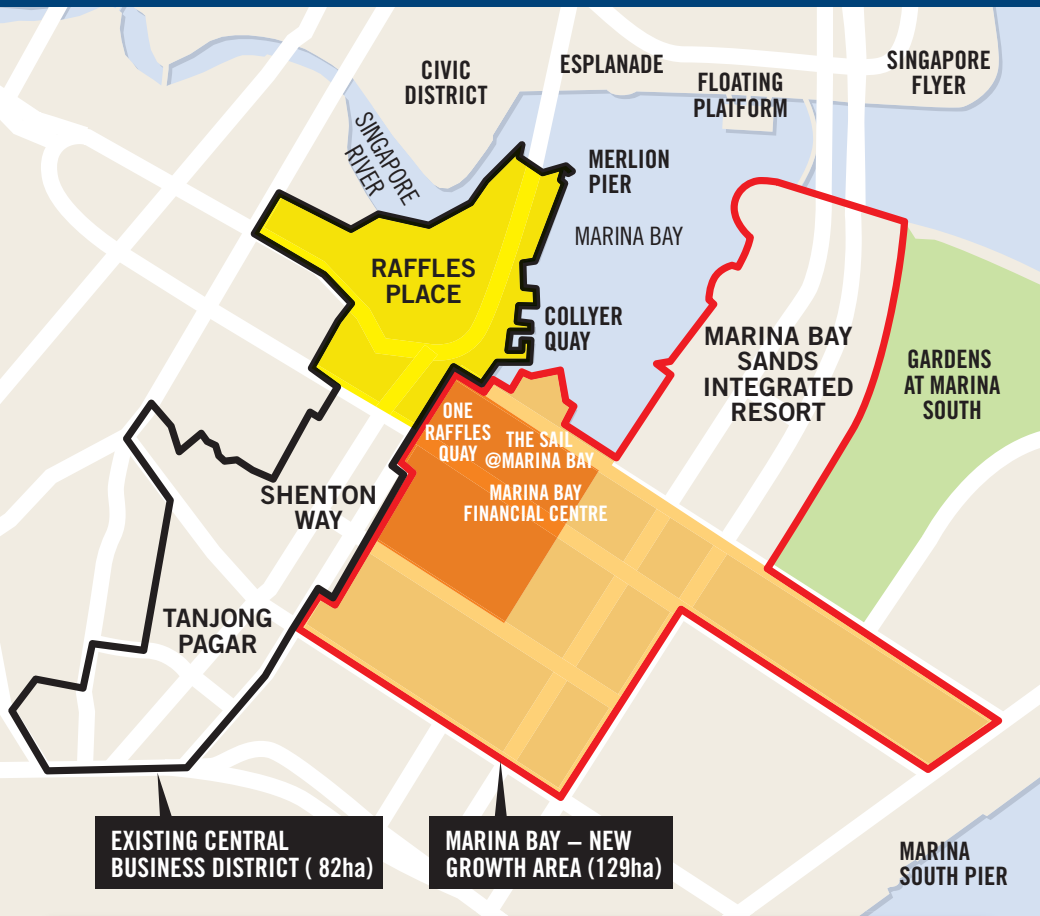 CIVIC
DISTRICT
ESPLANADE
FLOATING
PLATFORM
SINGAPORE
FLYER
SINGAPORE
RIVER
MERLION
PIER
MARINA BAY
RAFFLES
PLACE
COLLYER
QUAY
MARINA BAY
SANDS
INTEGRATED
RESORT
GARDENS
AT MARINA
SOUTH
ONE
RAFFLES
QUAY
THE SAIL
@MARINA BAY
MARINA BAY
FINANCIAL CENTRE
SHENTON
WAY
TANJONG
PAGAR
EXISTING CENTRAL
BUSINESS DISTRICT ( 82ha)
MARINA BAY – NEW
GROWTH AREA (129ha)
MARINA
SOUTH PIER